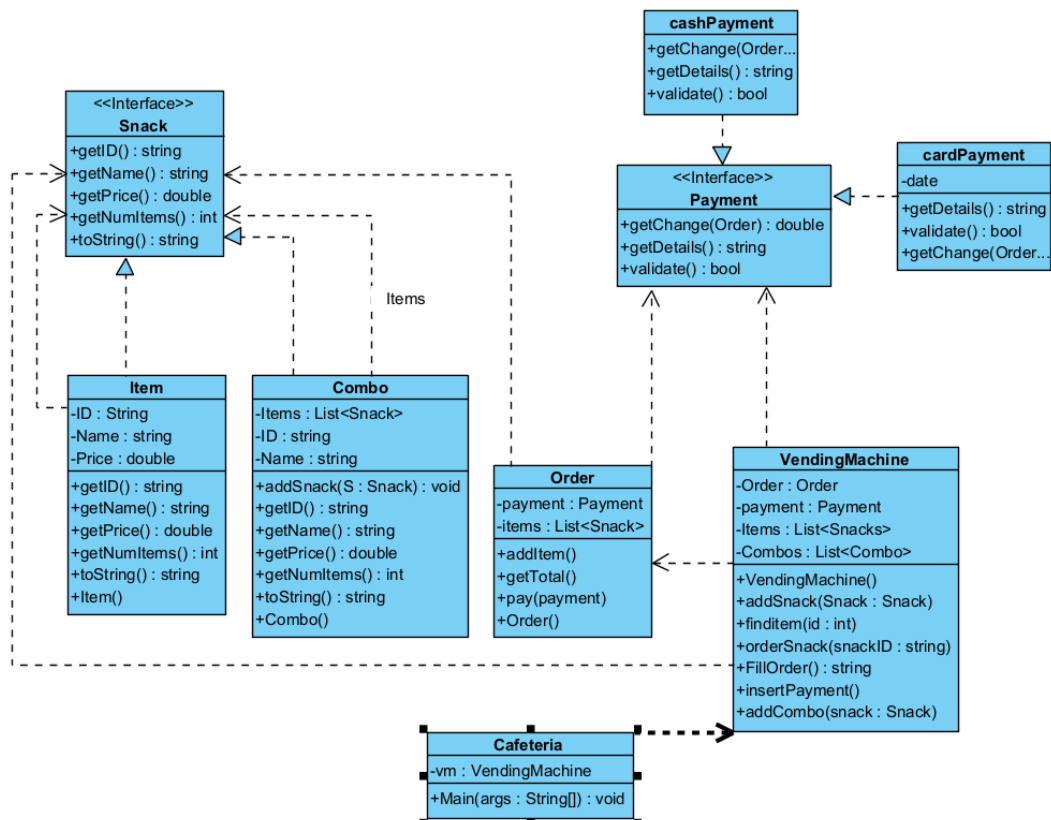 cashPayment
+getChange(Order...
+getDetails() : string
+validate() : bool
<<Interface>>
Snack
+getID() : string
+getName() : string
+getPrice() : double
+getNumItems() : int
+toString() : string
<<Interface>>
Payment
+getChange(Order) : double
+getDetails() : string
+validate() : bool
cardPayment
-date
+getDetails() : string
+validate() : bool
+getChange(Order...
Items
Item
-ID : String
-Name : string
-Price : double
+getID() : string
+getName() : string
+getPrice() : double
+getNumItems() : int
+toString() : string
+Item()
Combo
-Items : List<Snack>
-ID : string
-Name : string
+addSnack(S : Snack) : void
+getID() : string
+getName() : string
+getPrice() : double
+getNumItems() : int
+toString() : string
+Combo()
Order
-payment : Payment
-items : List<Snack>
+addItem()
+getTotal()
+pay(payment)
+Order()
VendingMachine
-Order : Order
-payment : Payment
-Items : List<Snacks>
-Combos : List<Combo>
+VendingMachine()
+addSnack(Snack : Snack)
+finditem(id : int)
+orderSnack(snackID : string)
+FillOrder() : string
+insertPayment()
+addCombo(snack : Snack)
Cafeteria
-vm : VendingMachine
+Main(args : String[]) : void